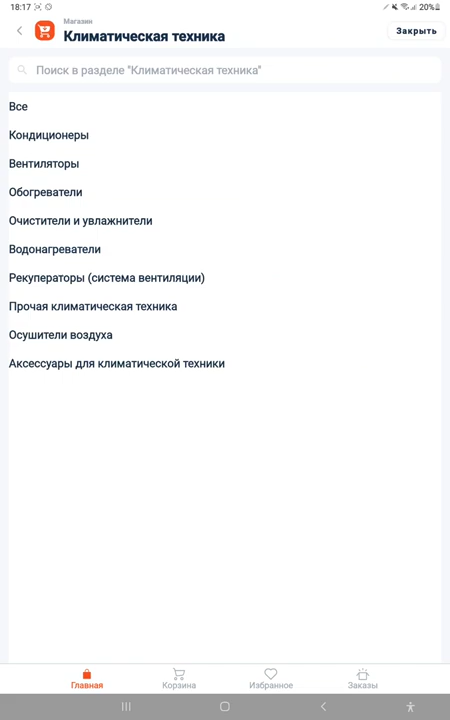 18:17
20%
Магазин
Климатическая техника
Закрыть
Поиск в разделе "Климатическая техника"
Все
Кондиционеры
Вентиляторы
Обогреватели
Очистители и увлажнители
Водонагреватели
Рекуператоры (система вентиляции)
Прочая климатическая техника
Осушители воздуха
Аксессуары для климатической техники
Главная
Корзина
Избранное
Заказы